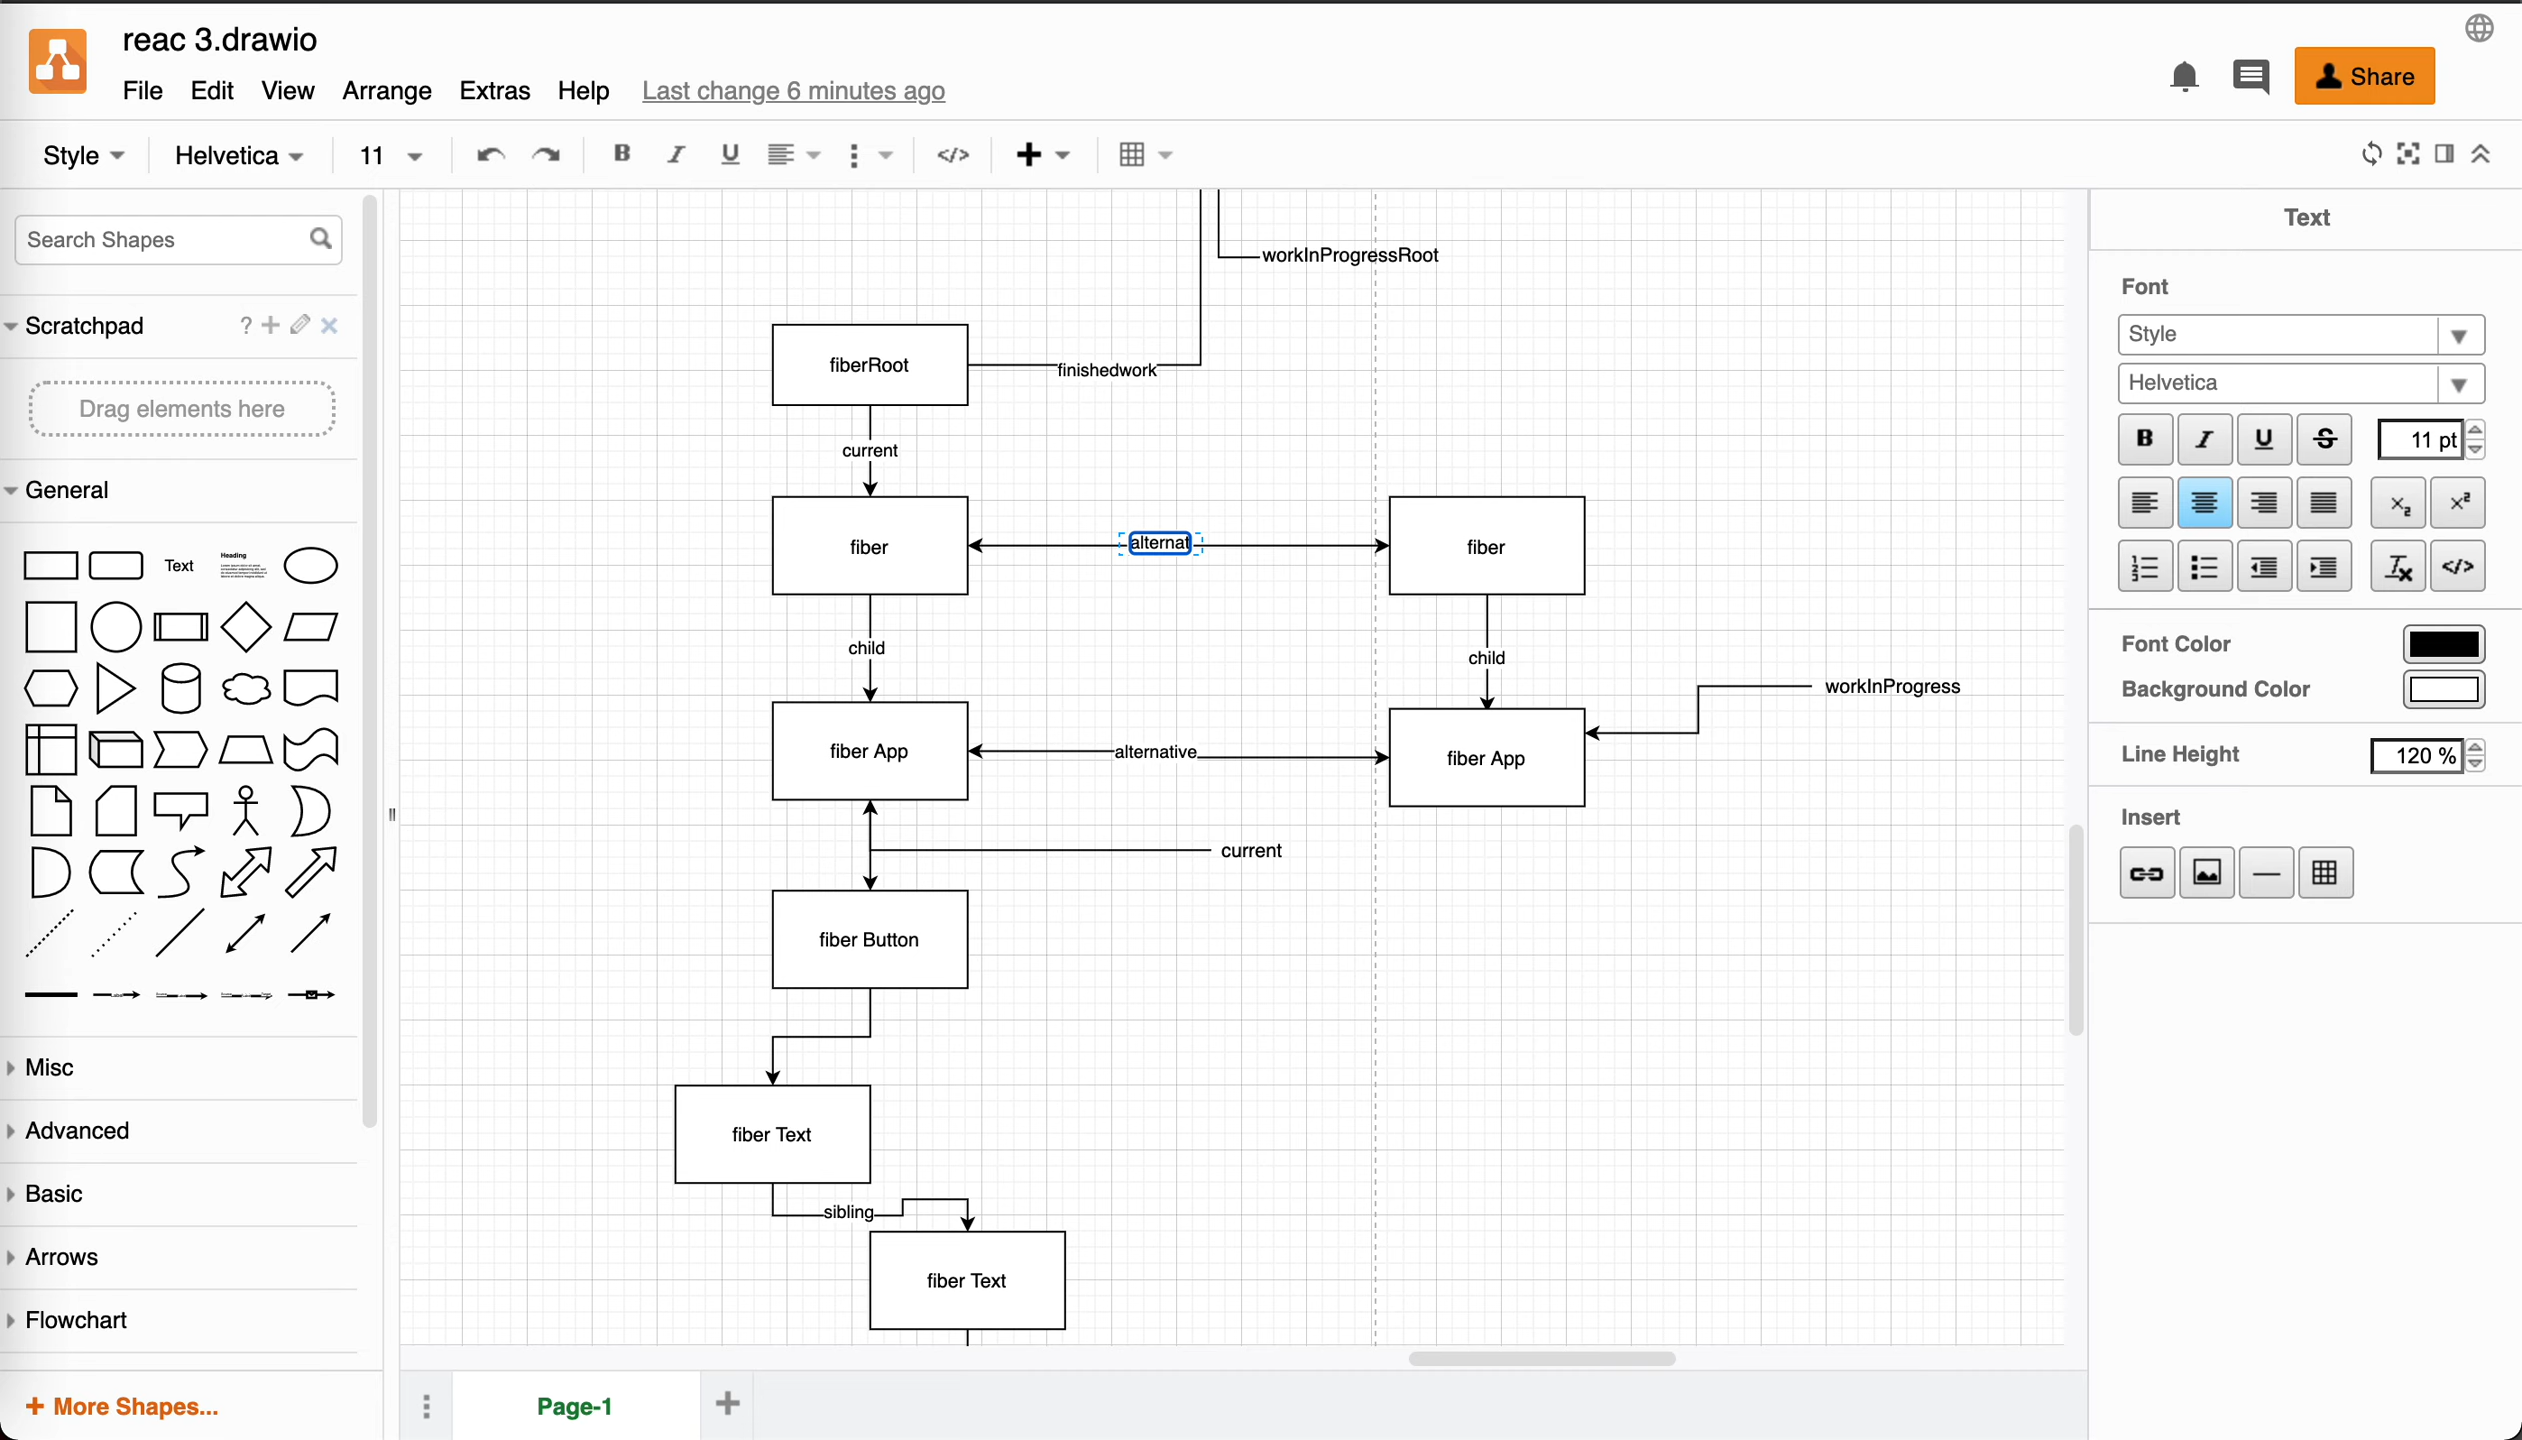 reac 3.drawio
File Edit View Arrange Extras Help Last change 6 minutes ago
Share
Style Helvetica 11
Search Shapes
Scratchpad
?
Drag elements here
General
Text
Heading
Misc
Advanced
Basic
Arrows
Flowchart
+ More Shapes...
workInProgressRoot
fiberRoot
finishedwork
current
fiber
alternat
fiber
child
child
workInProgress
fiber App
alternative
fiber App
current
fiber Button
fiber Text
sibling
fiber Text
Page-1
Text
Font
Style
Helvetica
11 pt
Font Color
Background Color
Line Height
120 %
Insert